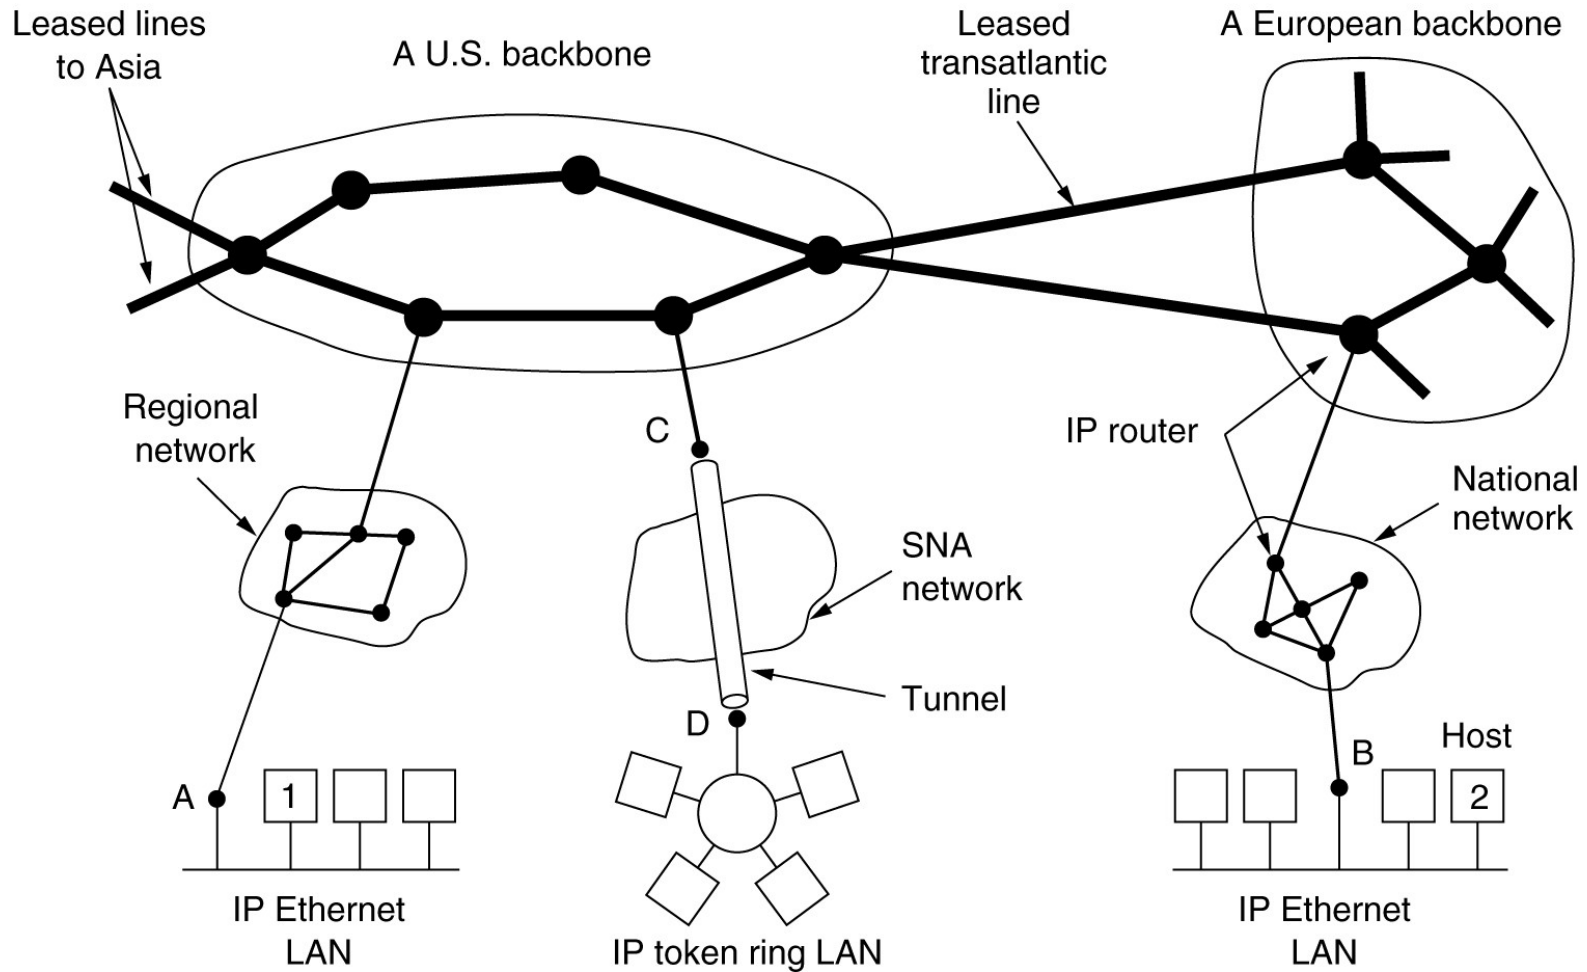 Leased lines
to Asia
A U.S. backbone
Leased
transatlantic
line
A European backbone
Regional
network
C
IP router
National
network
SNA
network
Tunnel
D
A
1
B
Host
2
IP Ethernet
LAN
IP token ring LAN
IP Ethernet
LAN